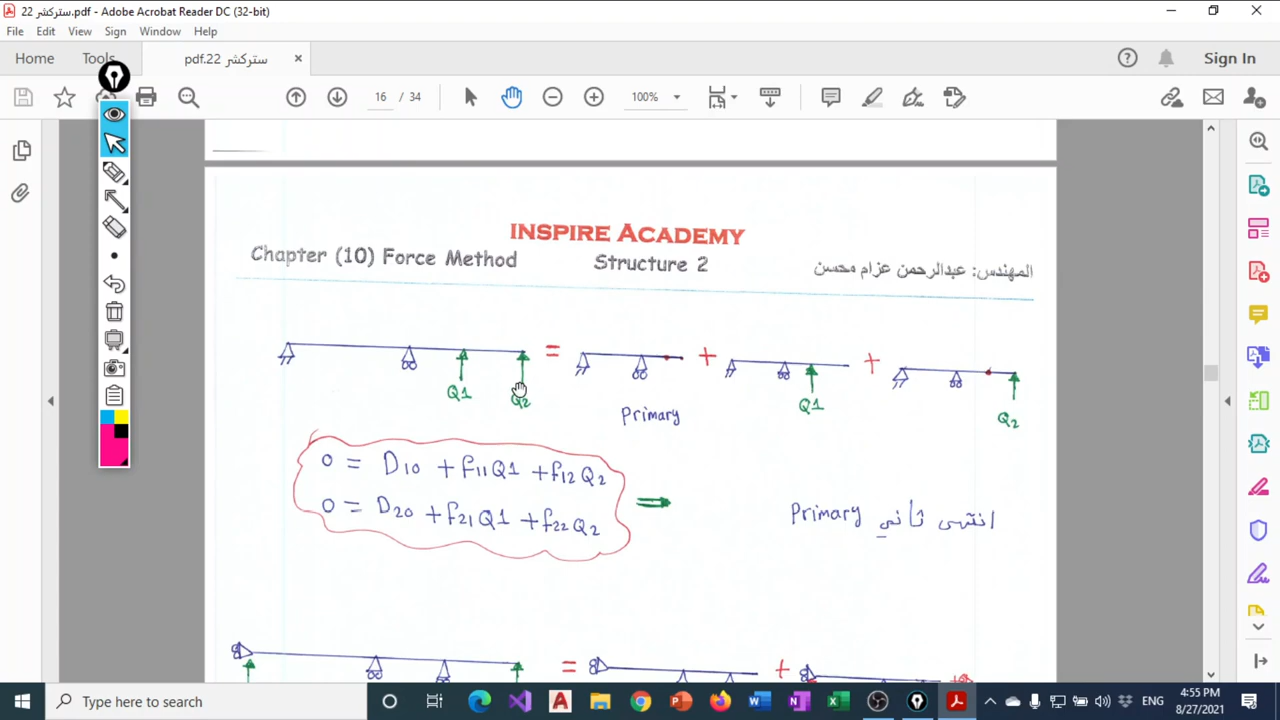 22 ستركشر.pdf - Adobe Acrobat Reader DC (32-bit)
File Edit View Sign Window Help
Home Tools ستركشر 22.pdf Sign In
16 / 34 100%
INSPIRE ACADEMY
Chapter (10) Force Method Structure 2 المهندس: عبدالرحمن عزام محسن
= + +
Q1 Q2 Primary Q1 Q2
0 = D10 + f11 Q1 + f12 Q2
0 = D20 + f21 Q1 + f22 Q2
انتهى ثاني Primary
= +
Type here to search
ENG
4:55 PM
8/27/2021